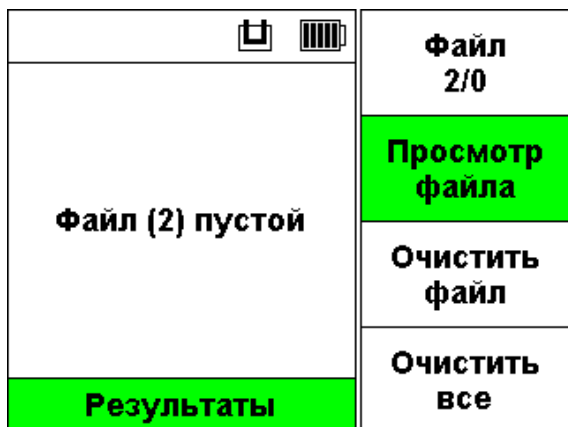 Файл (2) пустой
Результаты
Файл
2/0
Просмотр
файла
Очистить
файл
Очистить
все